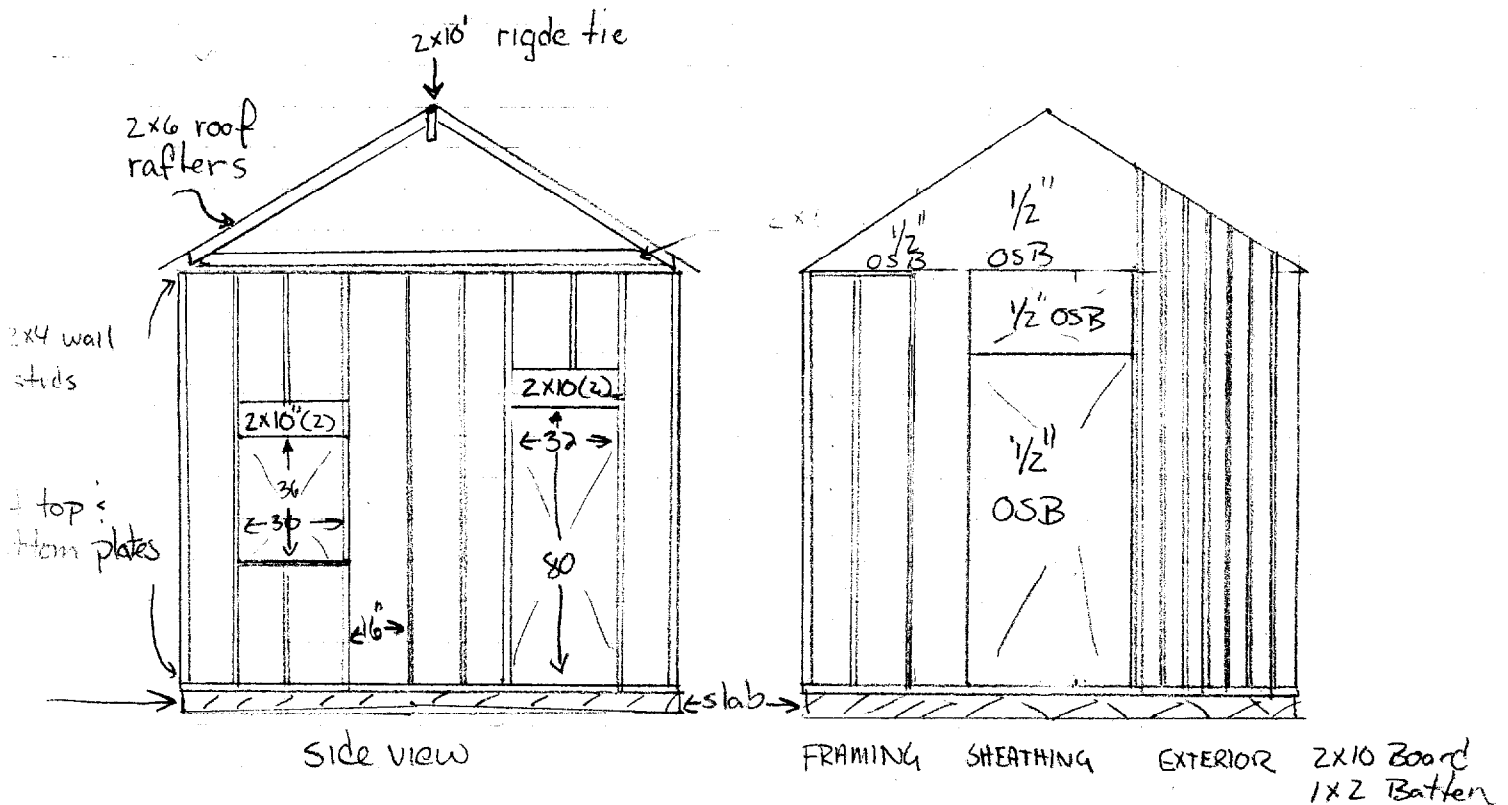 2x10' rigde tie
2x6 roof
rafters
1/2"
OSB
1/2"
OSB
2x4 wall
studs
1/2" OSB
2x10(2)
2x10"(2)
32
36
30
top &
plates
1/2"
OSB
80
16"
slab
side view
FRAMING SHEATHING EXTERIOR 2x10 Board
1x2 Batten